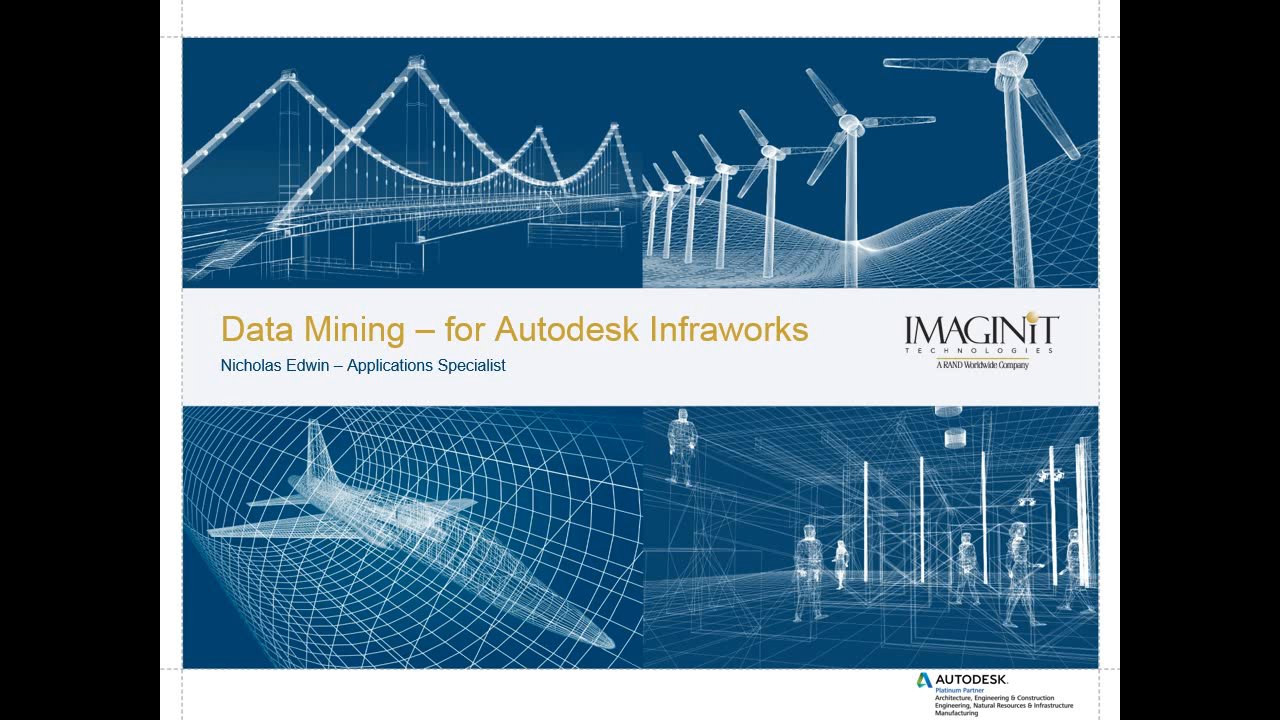 Data Mining – for Autodesk Infraworks
Nicholas Edwin – Applications Specialist
IMAGINiT
TECHNOLOGIES
A RAND Worldwide Company
AUTODESK.
Platinum Partner
Architecture, Engineering & Construction
Engineering, Natural Resources & Infrastructure
Manufacturing